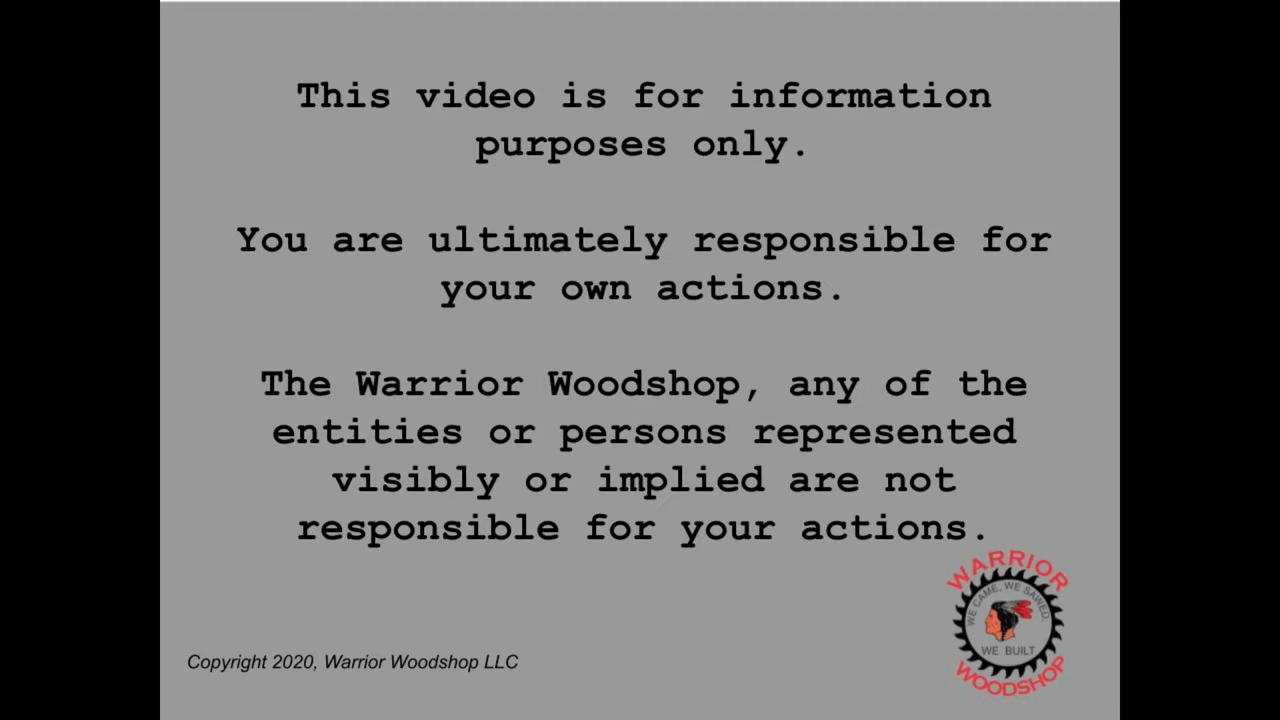 This video is for information
purposes only.
You are ultimately responsible for
your own actions.
The Warrior Woodshop, any of the
entities or persons represented
visibly or implied are not
responsible for your actions.
WARRIOR
WE CAME, WE SAWED,
WE BUILT
WOODSHOP
Copyright 2020, Warrior Woodshop LLC